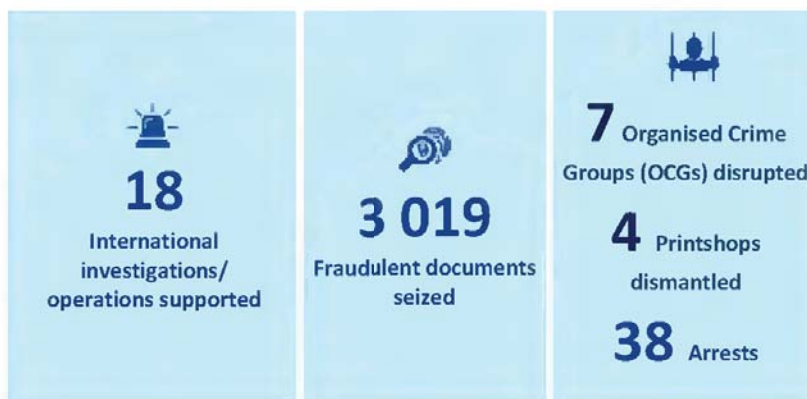 18
International
investigations/
operations supported
3 019
Fraudulent documents
seized
7 Organised Crime
Groups (OCGs) disrupted
4 Printshops
dismantled
38 Arrests